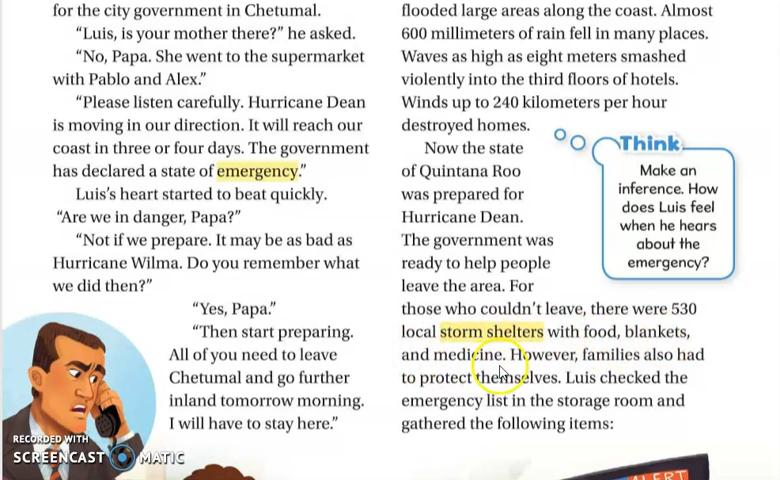 for the city government in Chetumal.
“Luis, is your mother there?” he asked.
“No, Papa. She went to the supermarket
with Pablo and Alex.”
“Please listen carefully. Hurricane Dean
is moving in our direction. It will reach our
coast in three or four days. The government
has declared a state of emergency.”
Luis’s heart started to beat quickly.
“Are we in danger, Papa?”
“Not if we prepare. It may be as bad as
Hurricane Wilma. Do you remember what
we did then?”
“Yes, Papa.”
“Then start preparing.
All of you need to leave
Chetumal and go further
inland tomorrow morning.
I will have to stay here.”
flooded large areas along the coast. Almost
600 millimeters of rain fell in many places.
Waves as high as eight meters smashed
violently into the third floors of hotels.
Winds up to 240 kilometers per hour
destroyed homes.
Now the state
of Quintana Roo
was prepared for
Hurricane Dean.
The government was
ready to help people
leave the area. For
those who couldn’t leave, there were 530
local storm shelters with food, blankets,
and medicine. However, families also had
to protect themselves. Luis checked the
emergency list in the storage room and
gathered the following items:
Think
Make an
inference. How
does Luis feel
when he hears
about the
emergency?
RECORDED WITH
SCREENCAST MATIC
ALERT